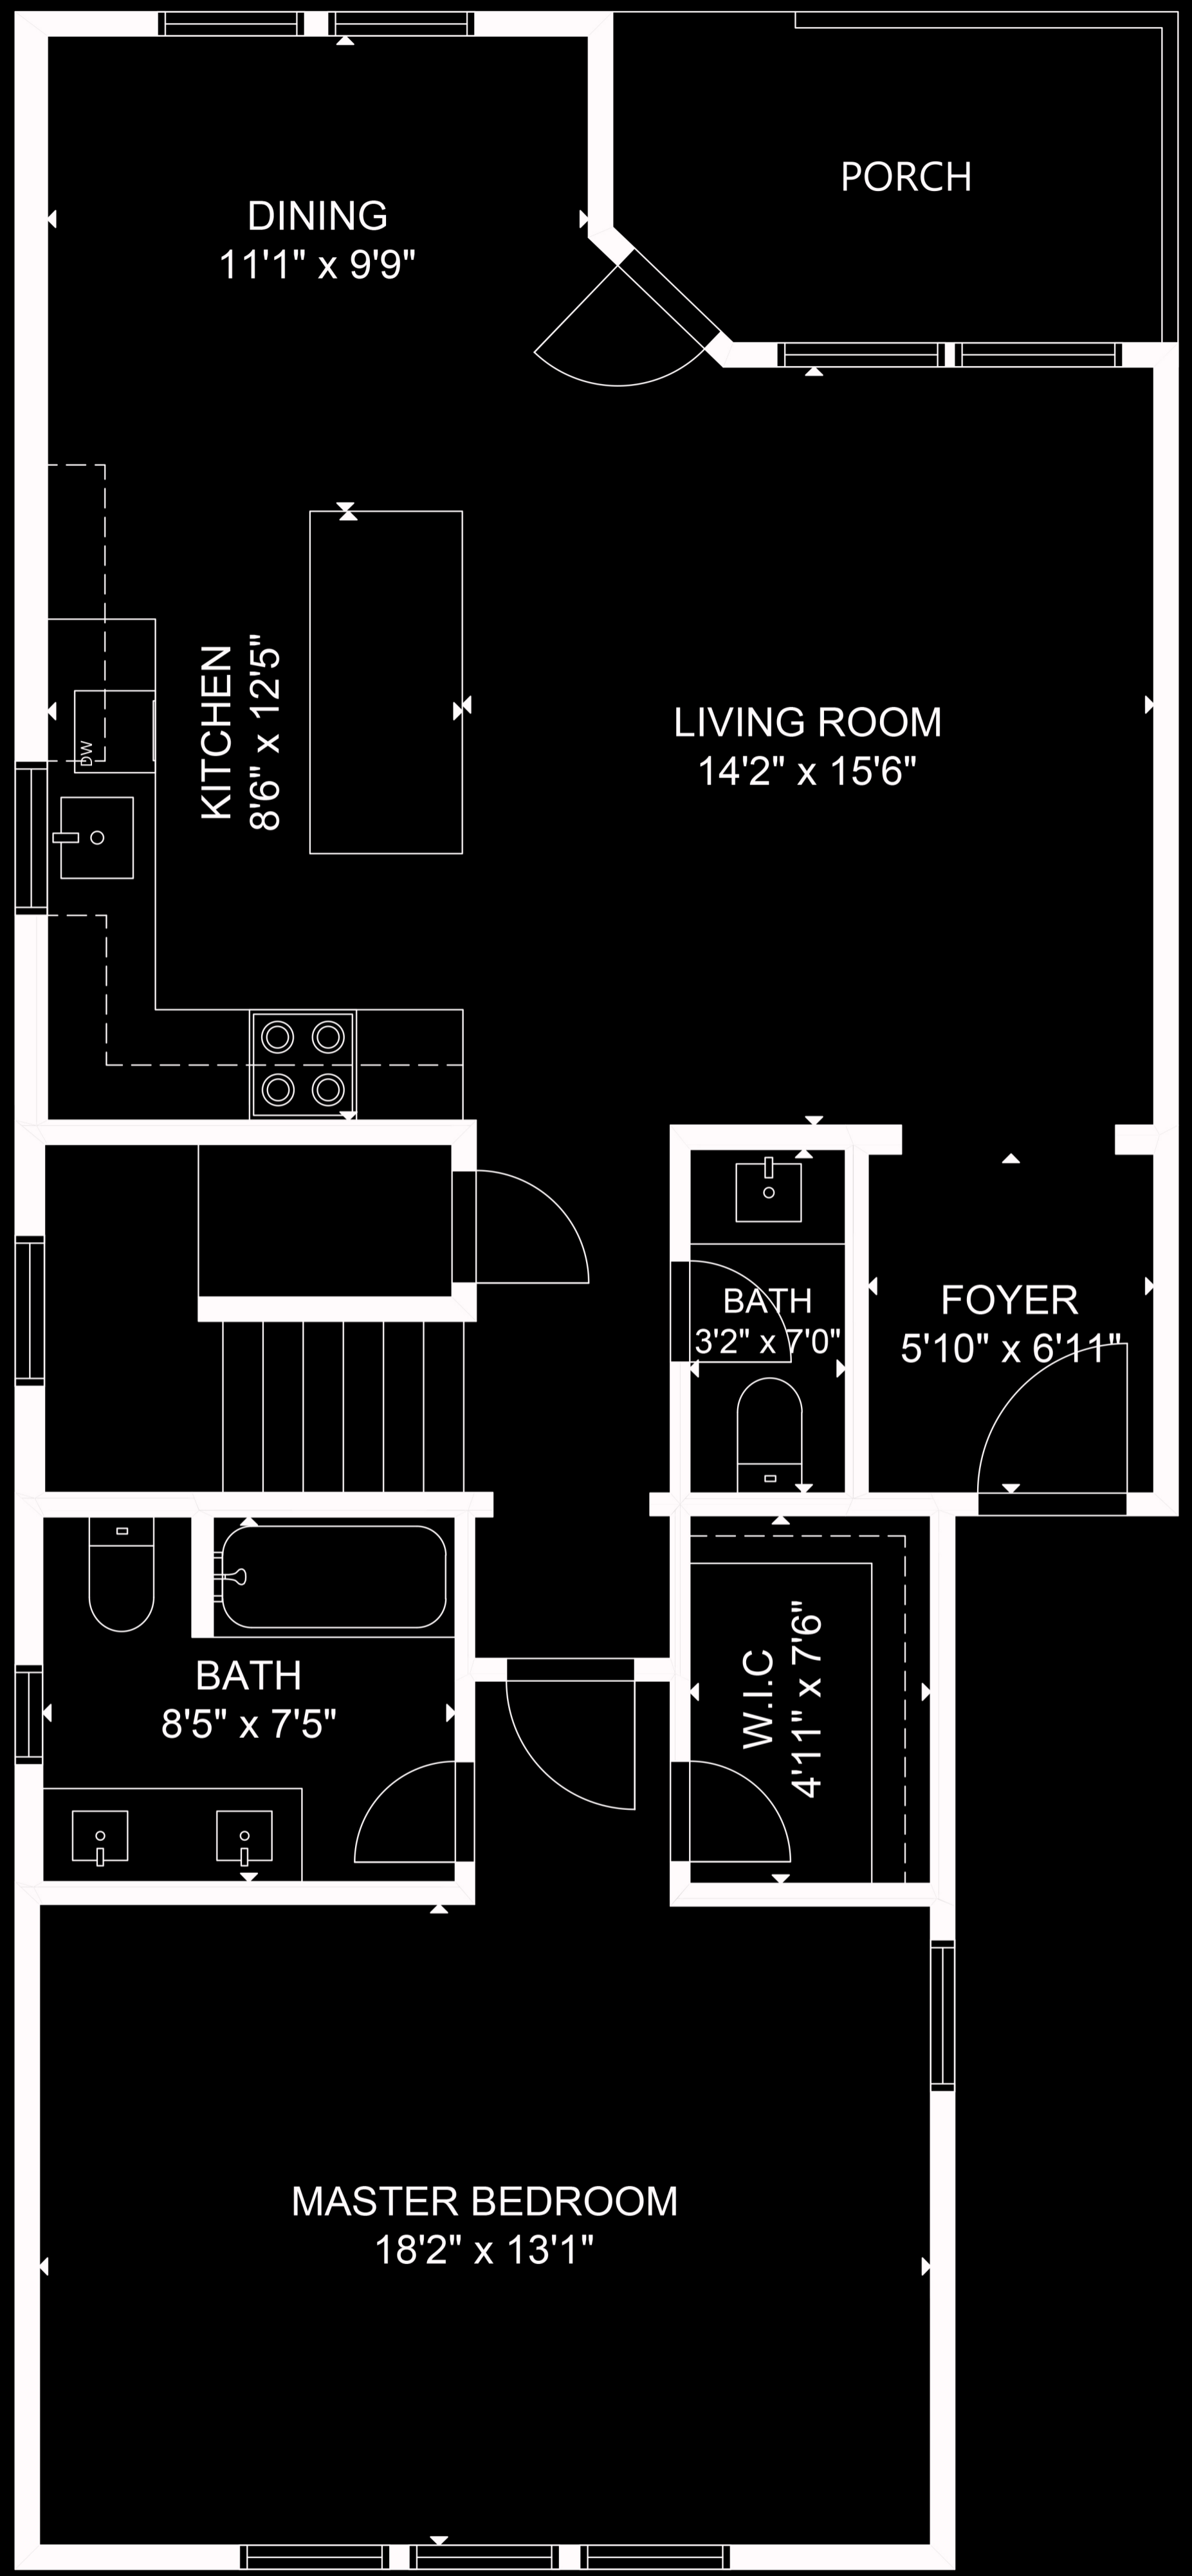 PORCH
DINING
11'1" x 9'9"
KITCHEN
8'6" x 12'5"
DW
LIVING ROOM
14'2" x 15'6"
BATH
3'2" x 7'0"
FOYER
5'10" x 6'11"
BATH
8'5" x 7'5"
W.I.C
4'11" x 7'6"
MASTER BEDROOM
18'2" x 13'1"